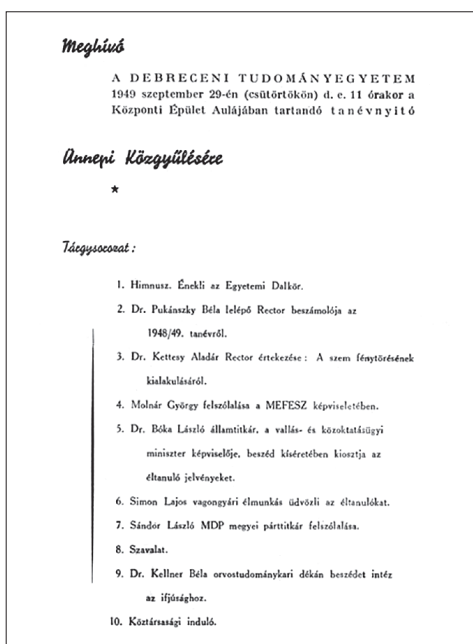 Meghívó
A DEBRECENI TUDOMÁNYEGYETEM
1949 szeptember 29-én (csütörtökön) d. e. 11 órakor a
Központi Épület Aulájában tartandó tanévnyitó
Ünnepi Közgyűlésére
★
Tárgysorozat:
1. Himnusz. Énekli az Egyetemi Dalkör.
2. Dr. Pukánszky Béla lelépő Rector beszámolója az
1948/49. tanévről.
3. Dr. Kettesy Aladár Rector értekezése: A szem fénytörésének
kialakulásáról.
4. Molnár György felszólalása a MEFESZ képviseletében.
5. Dr. Bóka László államtitkár, a vallás- és közoktatásügyi
miniszter képviselője, beszéd kíséretében kiosztja az
éltanuló jelvényeket.
6. Simon Lajos vagongyári élmunkás üdvözli az éltanulókat.
7. Sándor László MDP megyei párttitkár felszólalása.
8. Szavalat.
9. Dr. Kellner Béla orvostudománykari dékán beszédet intéz
az ifjúsághoz.
10. Köztársasági induló.